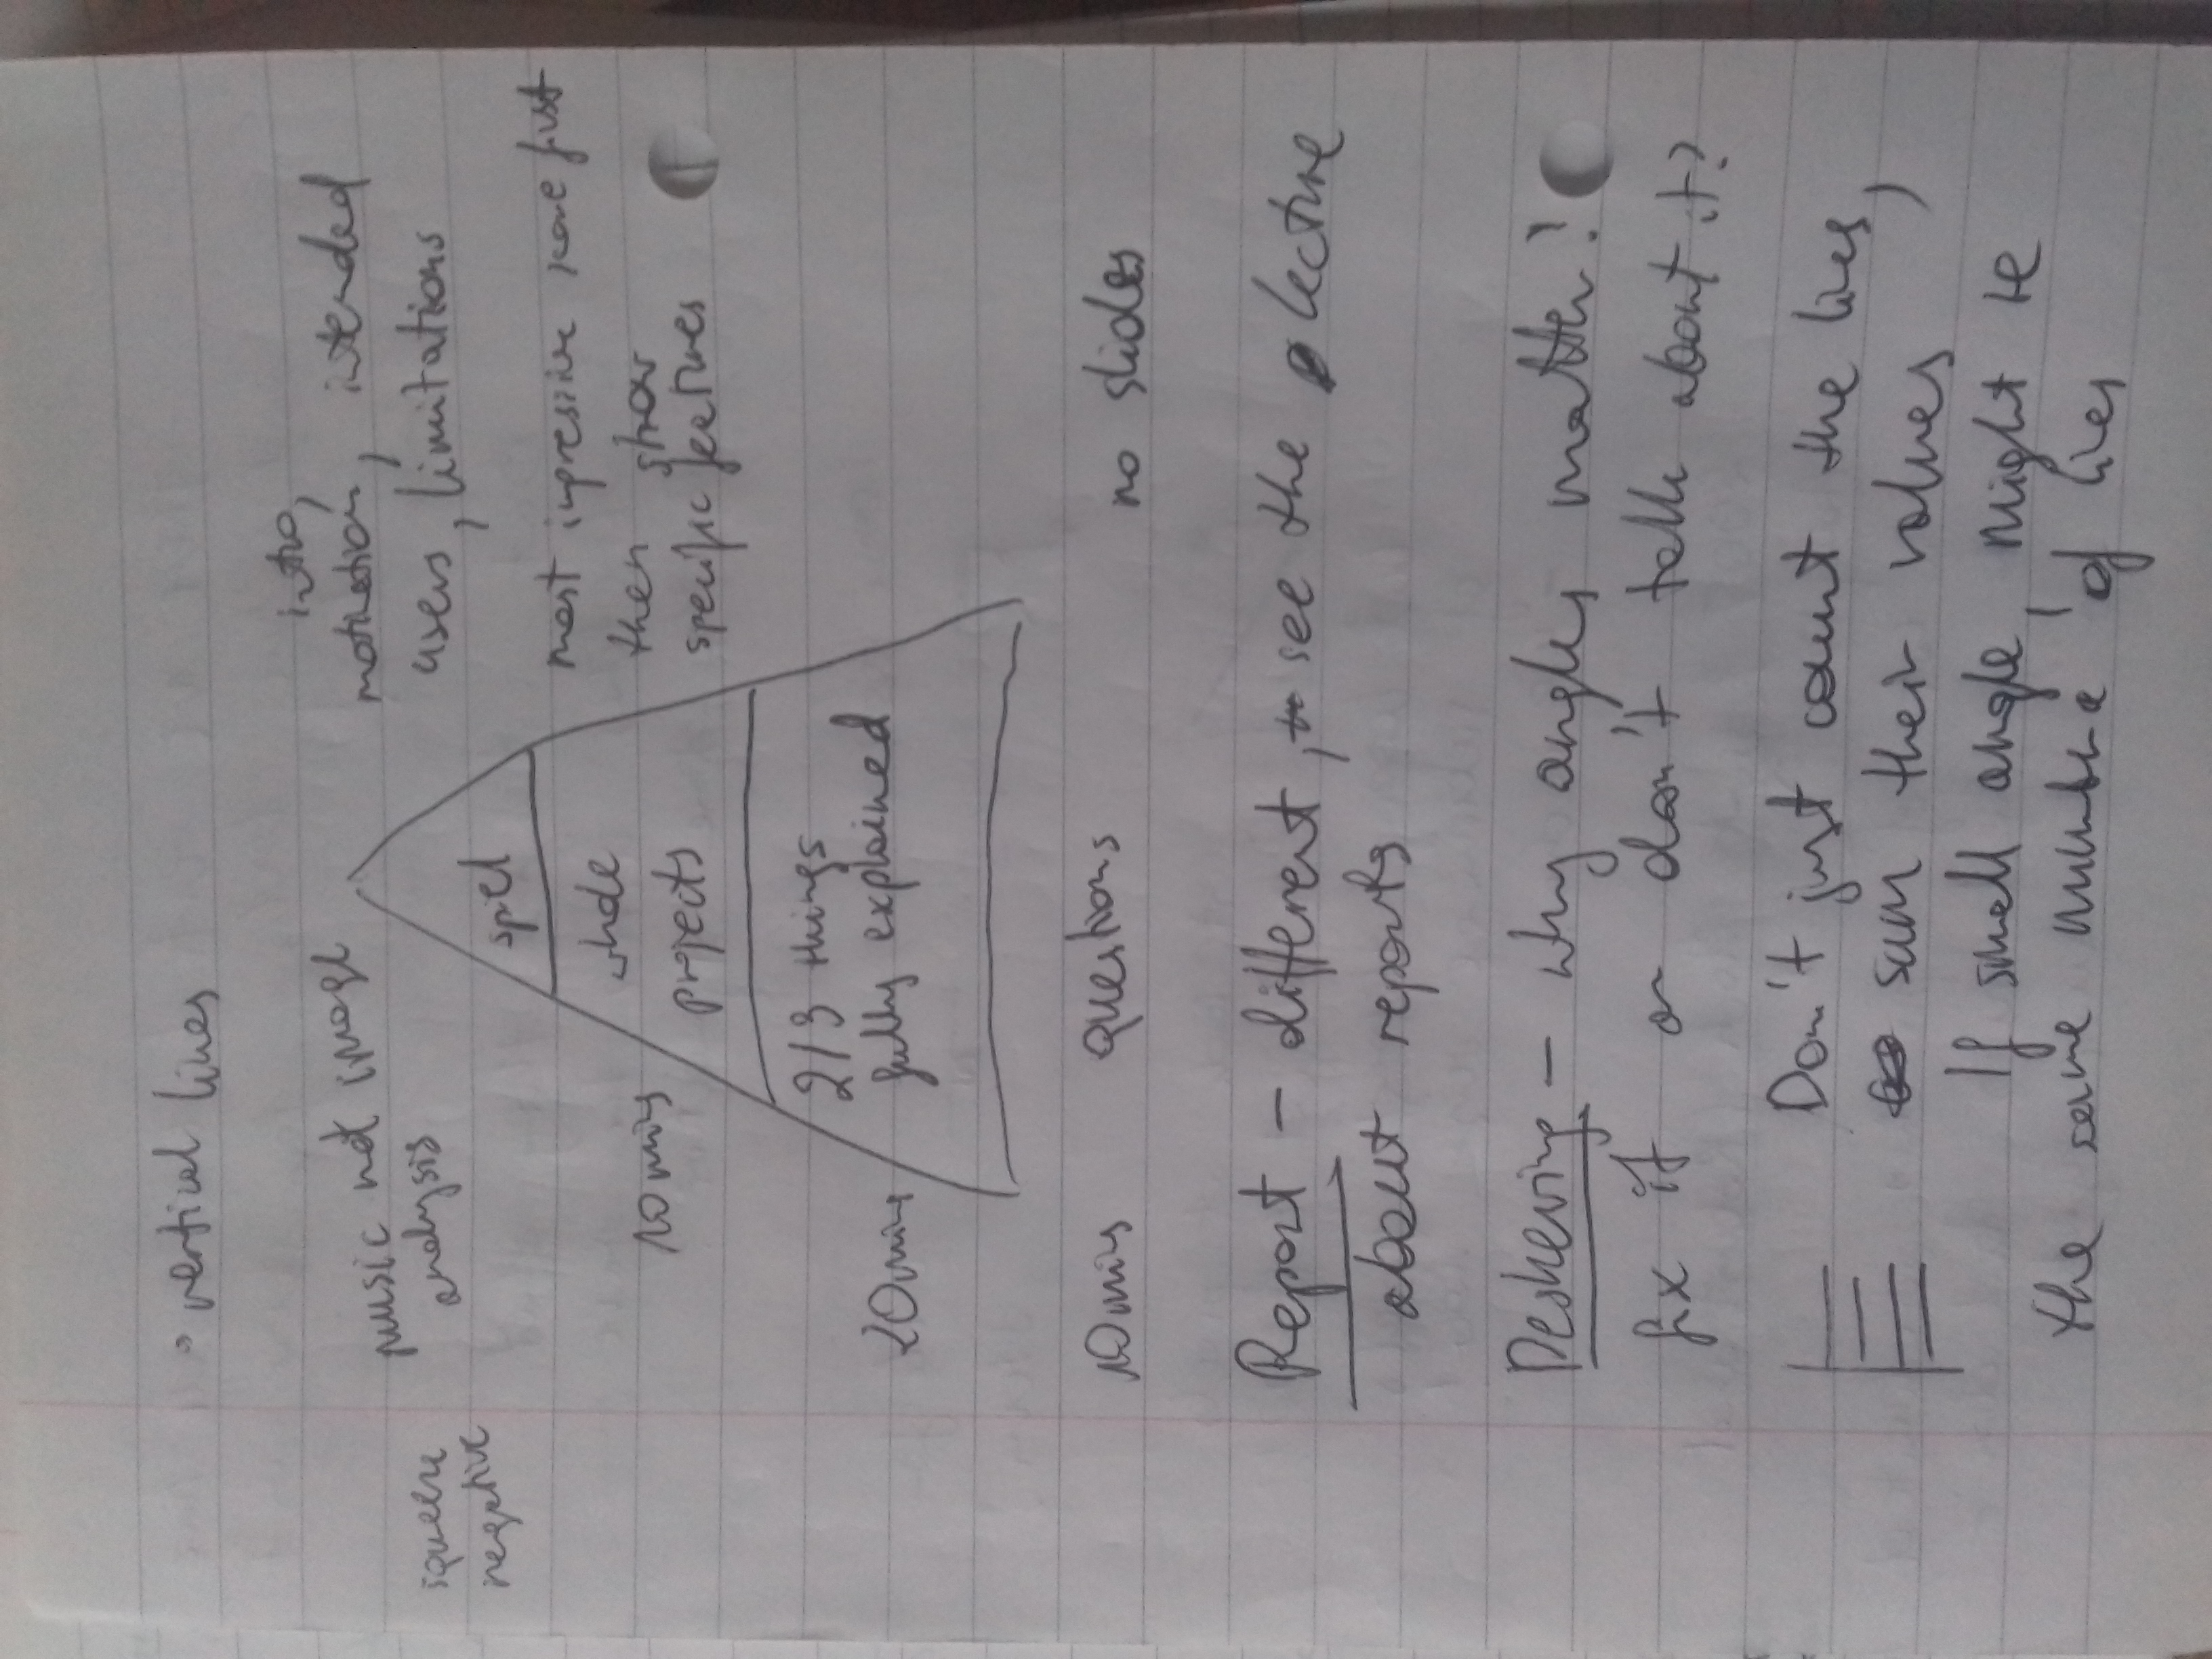 ◦ vertical lines
intro,
music not image
motivation, intended
analysis
users, limitations
squeeze
negative
spiel
most impressive score first
whole
then show
10 mins
projects
specific features
2/3 things
20 mins
fully explained
10 mins questions no slides
Report – different, see the lecture
about reports
Deskewing – why angles matter?
fix it or don't talk about it?
Don't just count the lines,
sum their values
If small angle, might be
the same number of lines